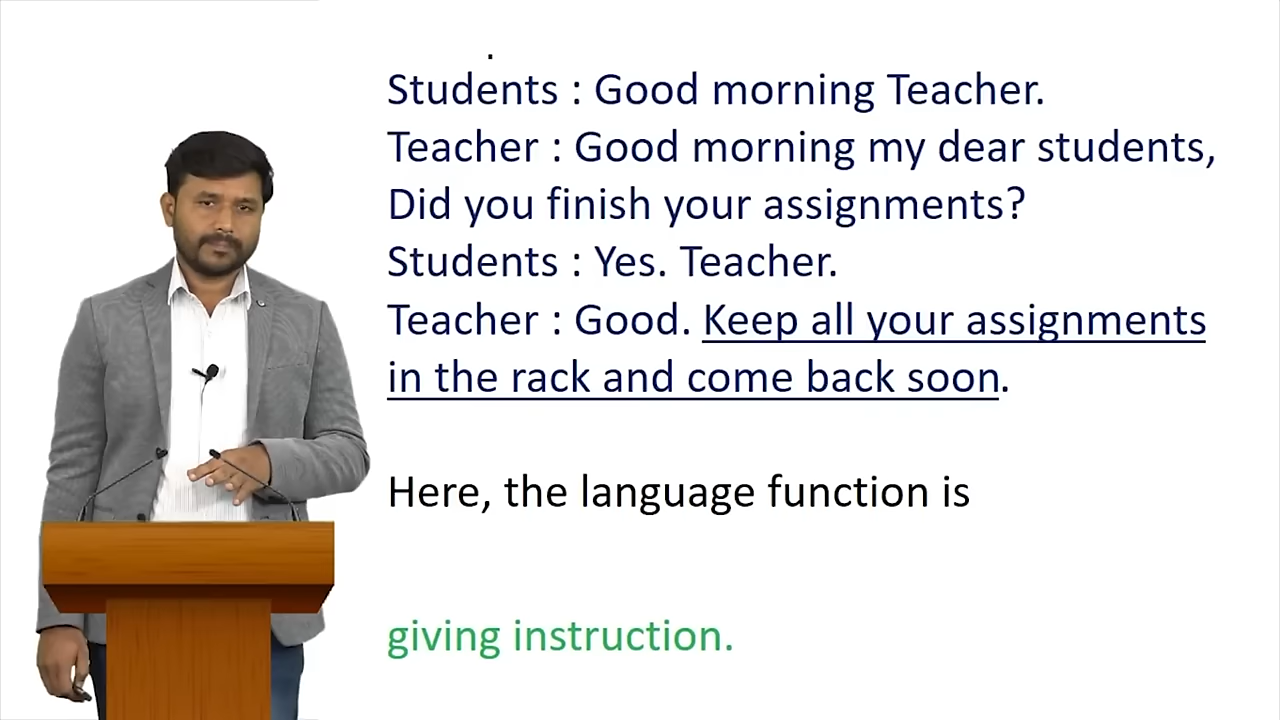 Students : Good morning Teacher.
Teacher : Good morning my dear students,
Did you finish your assignments?
Students : Yes. Teacher.
Teacher : Good. Keep all your assignments
in the rack and come back soon.
Here, the language function is
giving instruction.